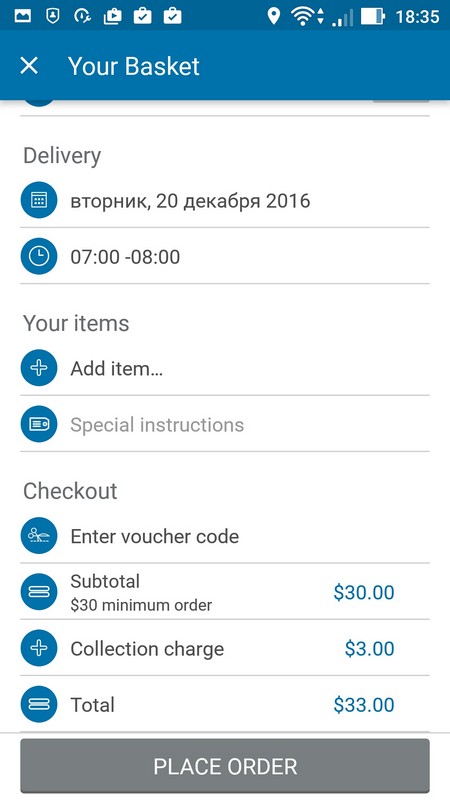 18:35
Your Basket
Delivery
вторник, 20 декабря 2016
07:00 -08:00
Your items
Add item...
Special instructions
Checkout
Enter voucher code
Subtotal
$30 minimum order
$30.00
Collection charge
$3.00
Total
$33.00
PLACE ORDER